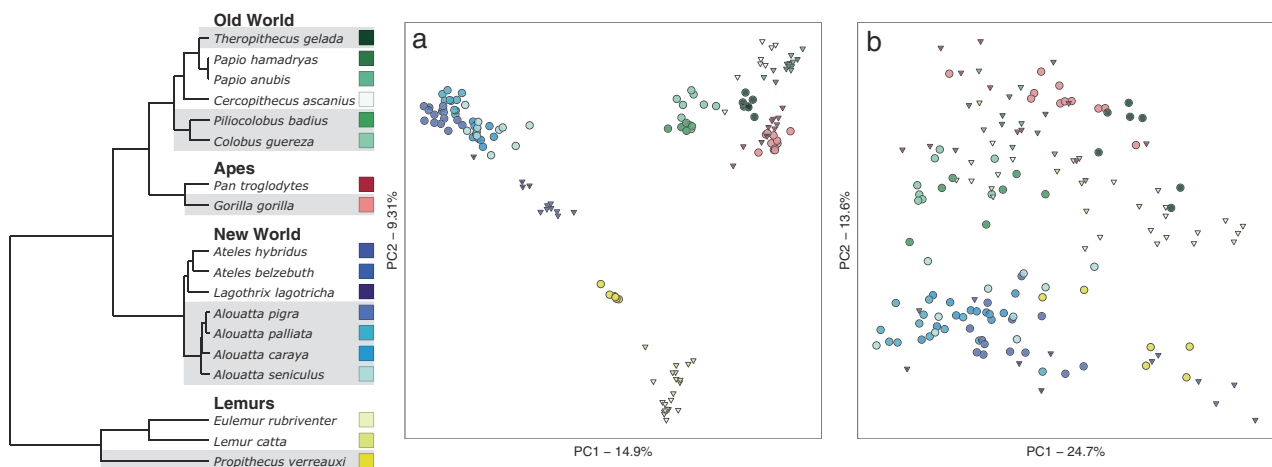 Old World
Theropithecus gelada
Papio hamadryas
Papio anubis
Cercopithecus ascanius
Piliocolobus badius
Colobus guereza
Apes
Pan troglodytes
Gorilla gorilla
New World
Ateles hybridus
Ateles belzebuth
Lagothrix lagotricha
Alouatta pigra
Alouatta palliata
Alouatta caraya
Alouatta seniculus
Lemurs
Eulemur rubriventer
Lemur catta
Propithecus verreauxi
a
PC2 – 9.31%
PC1 – 14.9%
b
PC2 – 13.6%
PC1 – 24.7%